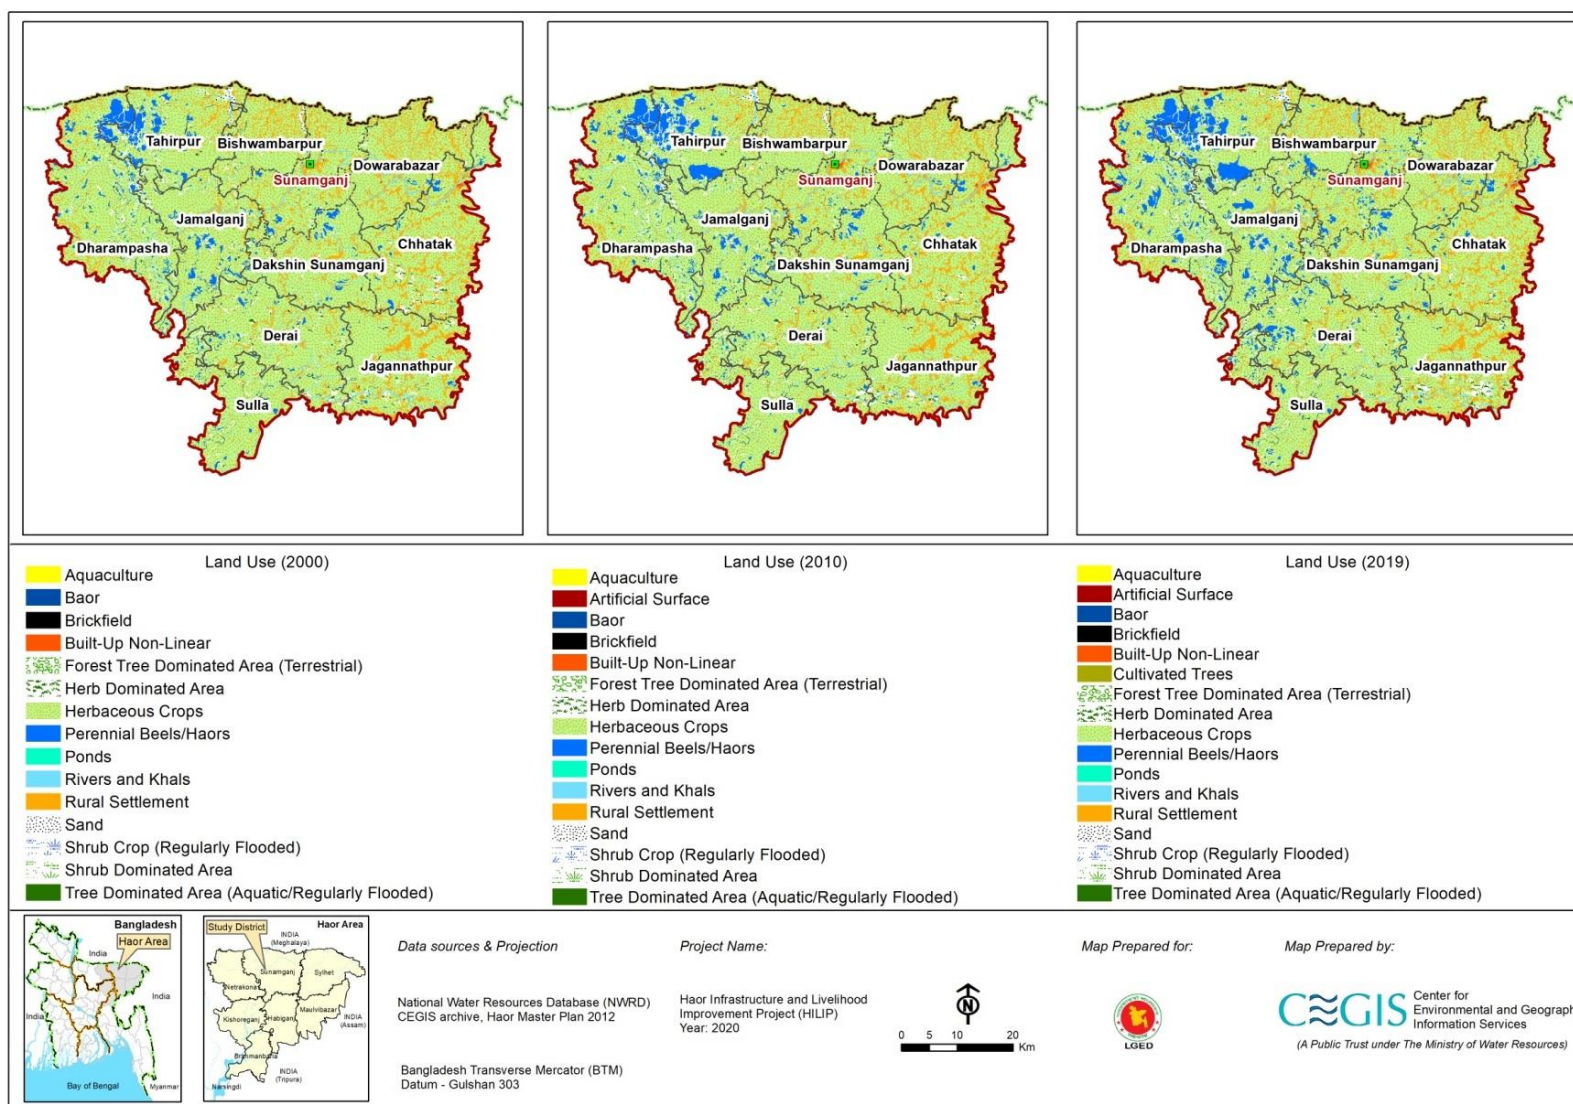 Tahirpur
Bishwambarpur
Dowarabazar
Sunamganj
Jamalganj
Dharampasha
Chhatak
Dakshin Sunamganj
Derai
Jagannathpur
Sulla
Tahirpur
Bishwambarpur
Dowarabazar
Sunamganj
Jamalganj
Dharampasha
Chhatak
Dakshin Sunamganj
Derai
Jagannathpur
Sulla
Tahirpur
Bishwambarpur
Dowarabazar
Sunamganj
Jamalganj
Dharampasha
Chhatak
Dakshin Sunamganj
Derai
Jagannathpur
Sulla
Land Use (2000)
Aquaculture
Baor
Brickfield
Built-Up Non-Linear
Forest Tree Dominated Area (Terrestrial)
Herb Dominated Area
Herbaceous Crops
Perennial Beels/Haors
Ponds
Rivers and Khals
Rural Settlement
Sand
Shrub Crop (Regularly Flooded)
Shrub Dominated Area
Tree Dominated Area (Aquatic/Regularly Flooded)
Land Use (2010)
Aquaculture
Artificial Surface
Baor
Brickfield
Built-Up Non-Linear
Forest Tree Dominated Area (Terrestrial)
Herb Dominated Area
Herbaceous Crops
Perennial Beels/Haors
Ponds
Rivers and Khals
Rural Settlement
Sand
Shrub Crop (Regularly Flooded)
Shrub Dominated Area
Tree Dominated Area (Aquatic/Regularly Flooded)
Land Use (2019)
Aquaculture
Artificial Surface
Baor
Brickfield
Built-Up Non-Linear
Cultivated Trees
Forest Tree Dominated Area (Terrestrial)
Herb Dominated Area
Herbaceous Crops
Perennial Beels/Haors
Ponds
Rivers and Khals
Rural Settlement
Sand
Shrub Crop (Regularly Flooded)
Shrub Dominated Area
Tree Dominated Area (Aquatic/Regularly Flooded)
Bangladesh
Haor Area
India
India
India
Bay of Bengal
Myanmar
Study District
Haor Area
INDIA
(Meghalaya)
Sunamganj
Sylhet
Netrakona
Maulvibazar
Kishoreganj
Habiganj
INDIA
(Assam)
Brahmanbaria
INDIA
(Tripura)
Narsingdi
Data sources & Projection
National Water Resources Database (NWRD)
CEGIS archive, Haor Master Plan 2012
Bangladesh Transverse Mercator (BTM)
Datum - Gulshan 303
Project Name:
Haor Infrastructure and Livelihood
Improvement Project (HILIP)
Year: 2020
N
0 5 10 20
Km
Map Prepared for:
LGED
Map Prepared by:
CEGIS
Center for
Environmental and Geograph
Information Services
(A Public Trust under The Ministry of Water Resources)